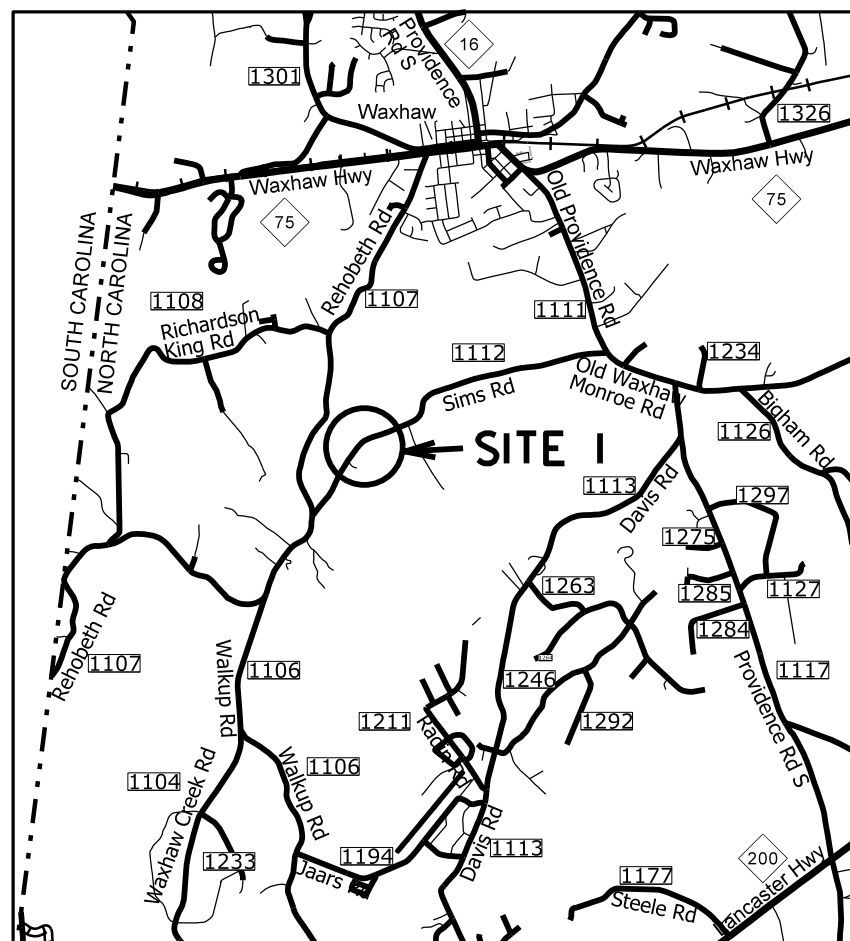 Providence
Rd S
16
1301
Waxhaw
1326
Waxhaw Hwy
Waxhaw Hwy
75
75
Old Providence Rd
Rehobeth Rd
SOUTH CAROLINA
NORTH CAROLINA
1108
1107
1111
Richardson
King Rd
1112
1234
Sims Rd
Old Waxhaw
Monroe Rd
Bigham Rd
1126
SITE 1
1113
Davis Rd
1297
1275
1263
1285
1127
Rehobeth Rd
1284
1107
Walkup Rd
1106
1246
Providence Rd S
1117
1211
Radin Rd
1292
1104
Waxhaw Creek Rd
Walkup Rd
1106
1233
1194
Jaars
Davis Rd
1113
200
Lancaster Hwy
1177
Steele Rd